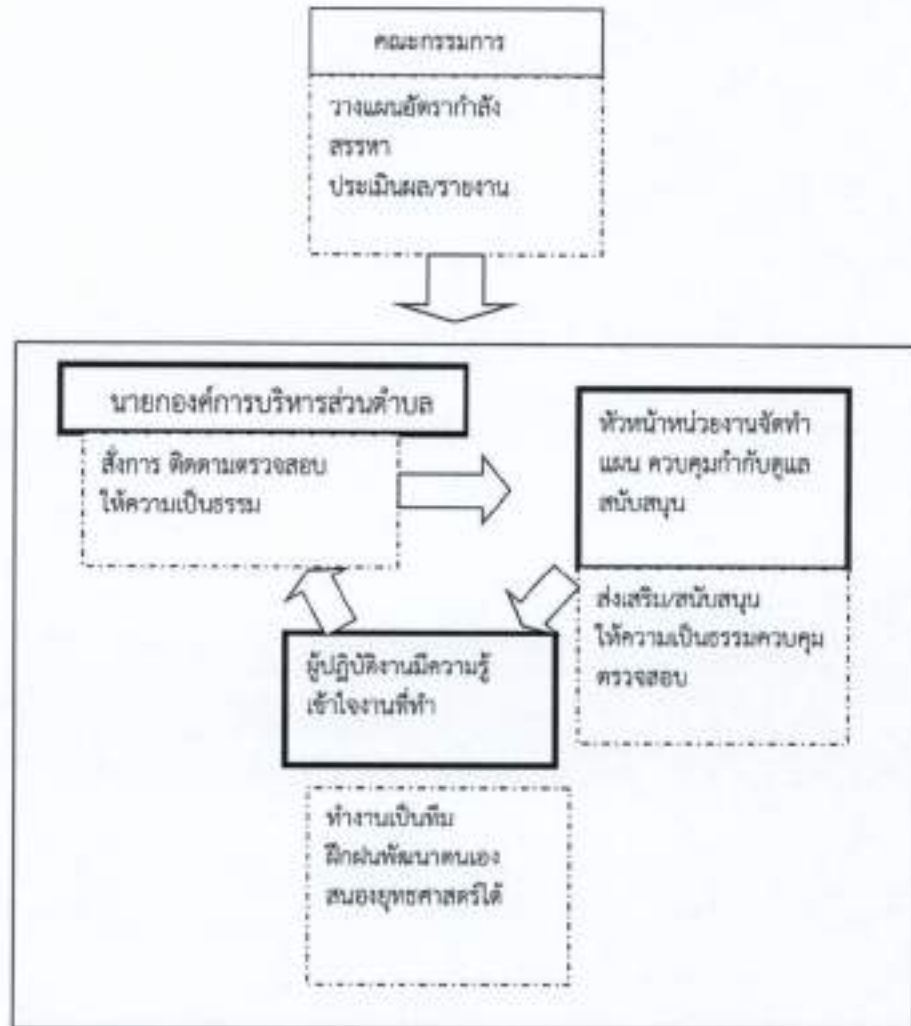 คณะกรรมการ
วางแผนอัตรากำลัง
สรรหา
ประเมินผล/รายงาน
นายกองค์การบริหารส่วนตำบล
สั่งการ ติดตามตรวจสอบ
ให้ความเป็นธรรม
หัวหน้าหน่วยงานจัดทำ
แผน ควบคุมกำกับดูแล
สนับสนุน
ส่งเสริม/สนับสนุน
ให้ความเป็นธรรมควบคุม
ตรวจสอบ
ผู้ปฏิบัติงานมีความรู้
เข้าใจงานที่ทำ
ทำงานเป็นทีม
ฝึกฝนพัฒนาตนเอง
สนองยุทธศาสตร์ได้